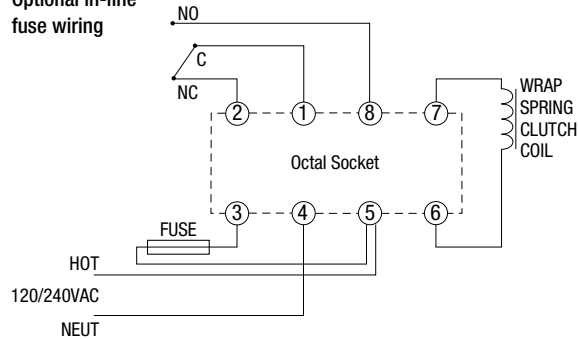 Optional in-line
fuse wiring
NO
C
NC
2
1
8
7
WRAP
SPRING
CLUTCH
COIL
Octal Socket
3
4
5
6
FUSE
HOT
120/240VAC
NEUT